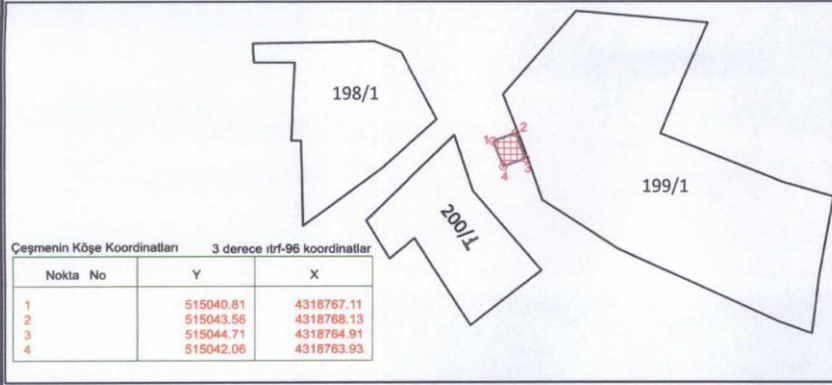 198/1
1 2
4 3
199/1
200/1
Çeşmenin Köşe Koordinatları 3 derece ıtrf-96 koordinatlar
Nokta No Y X
1 515040.81 4318767.11
2 515043.56 4318768.13
3 515044.71 4318764.91
4 515042.06 4318763.93